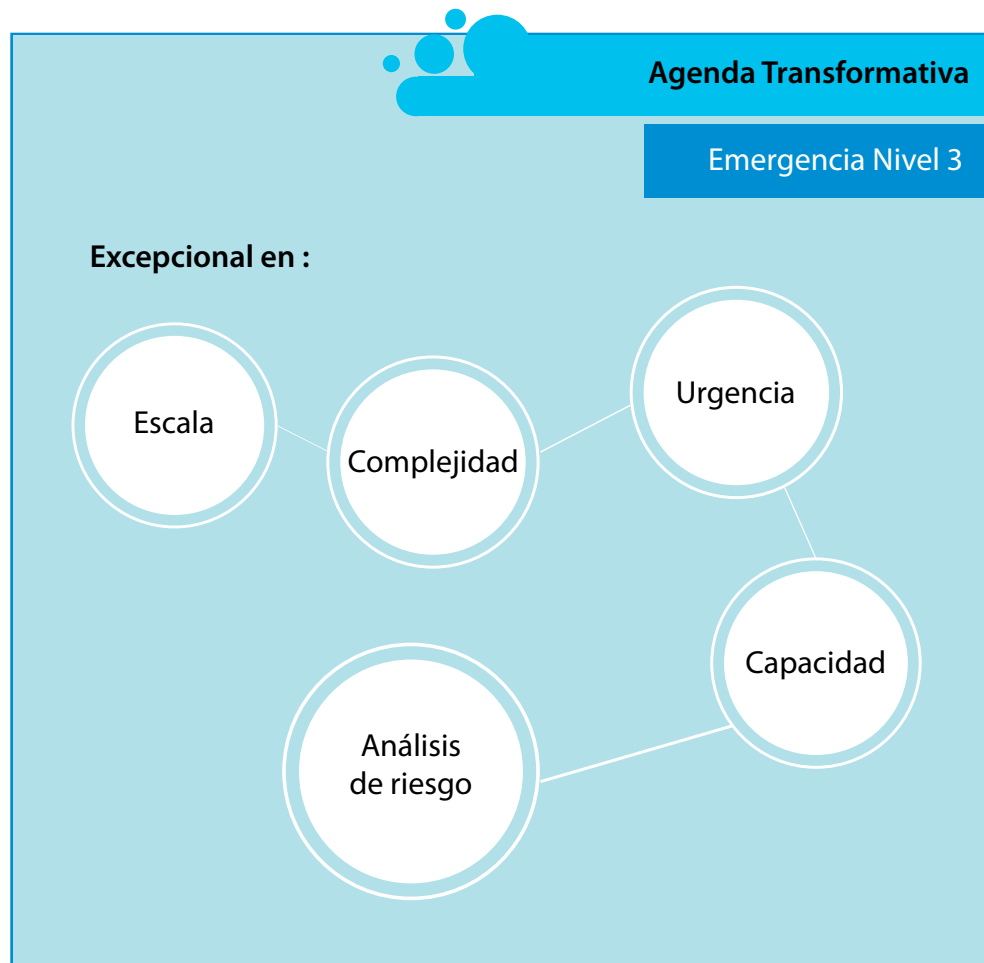 Agenda Transformativa
Emergencia Nivel 3
Excepcional en :
Escala
Complejidad
Urgencia
Capacidad
Análisis
de riesgo